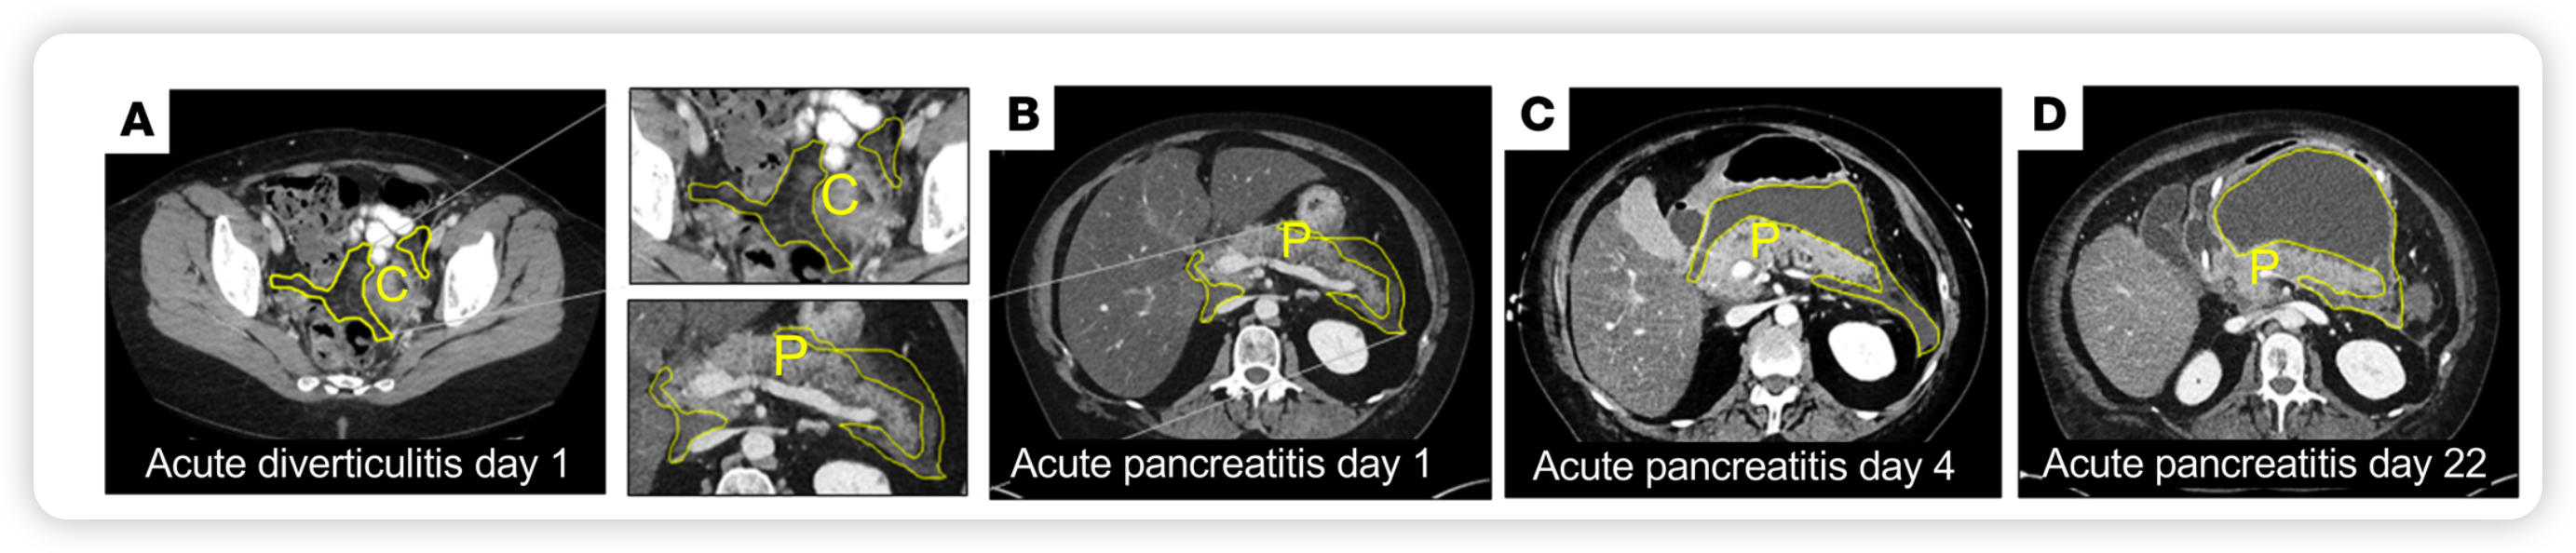 A
C
Acute diverticulitis day 1
C
P
B
P
Acute pancreatitis day 1
C
P
Acute pancreatitis day 4
D
P
Acute pancreatitis day 22